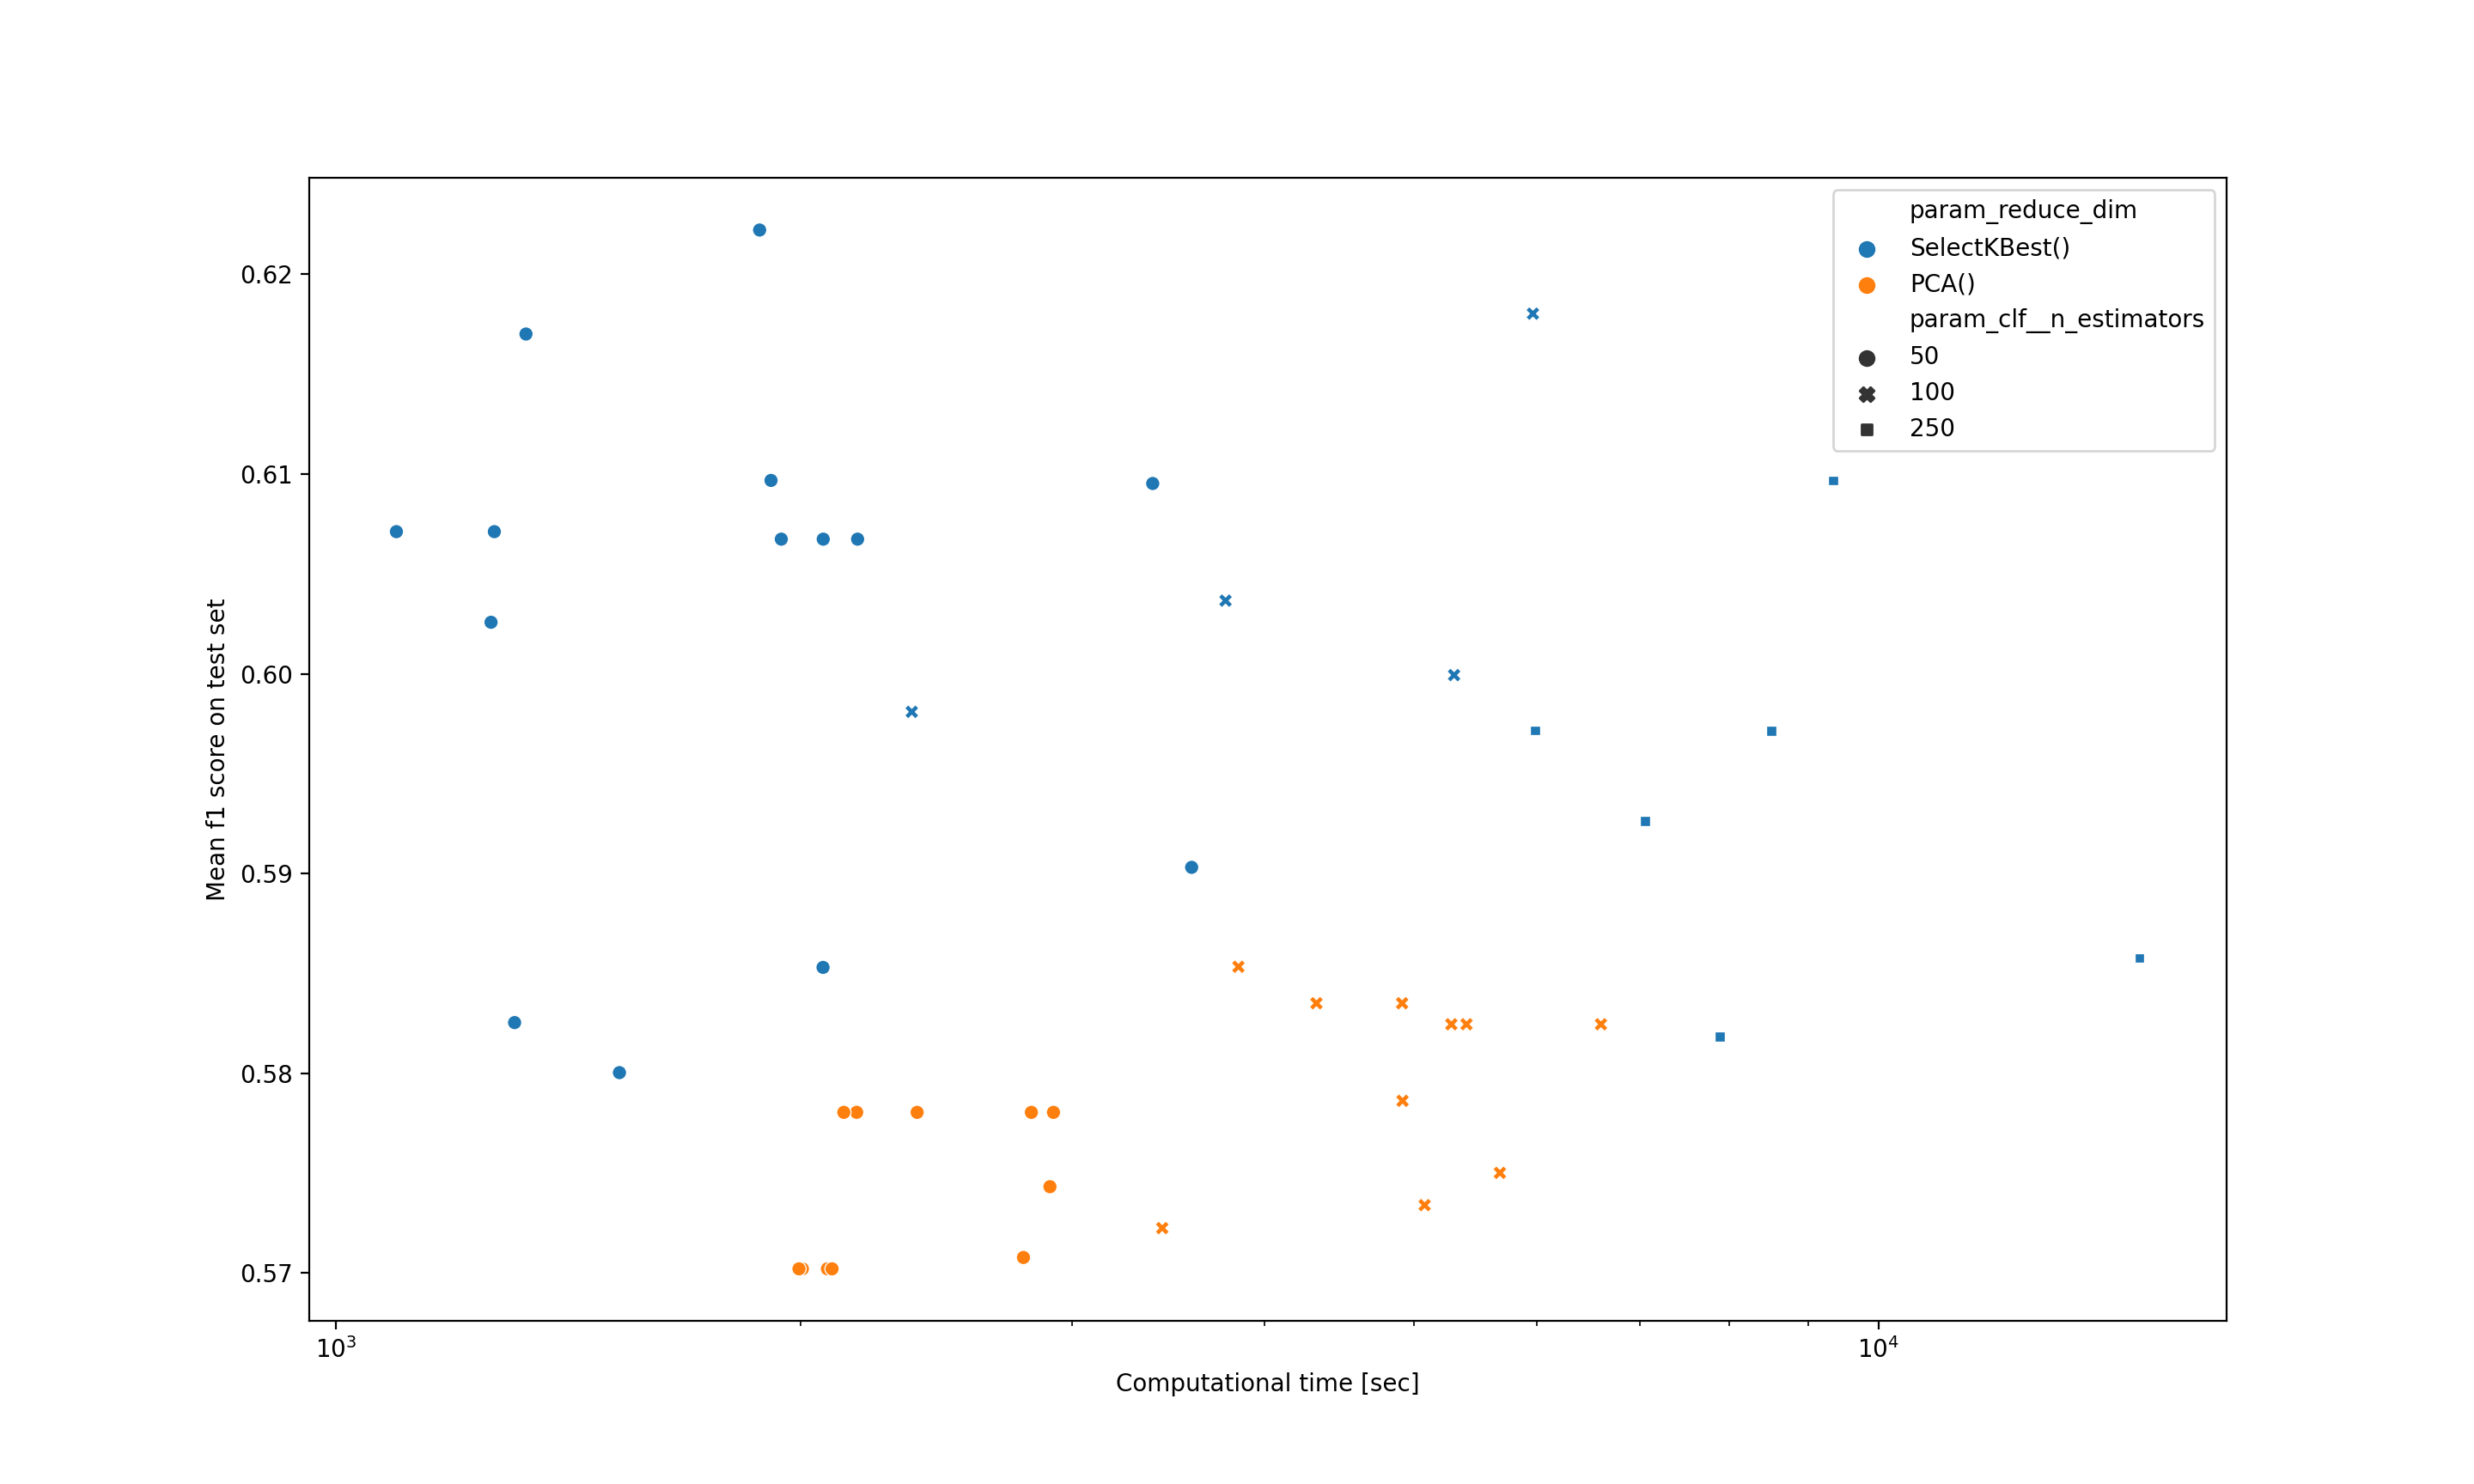 param_reduce_dim
SelectKBest()
PCA()
param_clf__n_estimators
50
100
250
0.62
0.61
0.60
0.59
0.58
0.57
Mean f1 score on test set
10³ 10⁴
Computational time [sec]